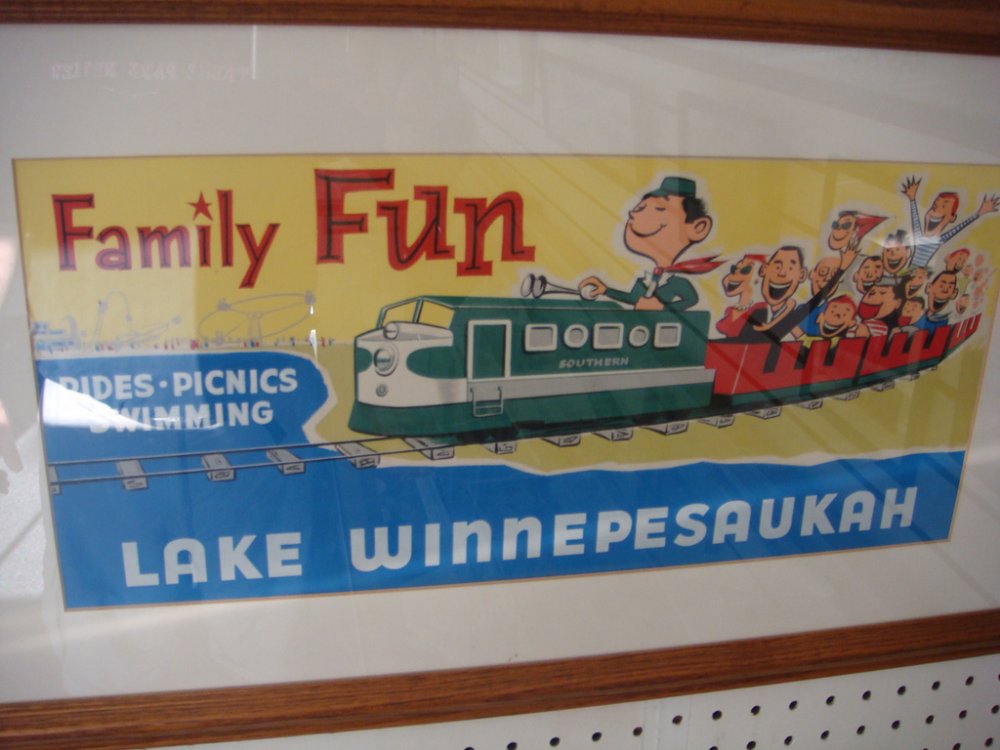 Family Fun
SOUTHERN
RIDES • PICNICS
SWIMMING
LAKE WINNEPESAUKAH